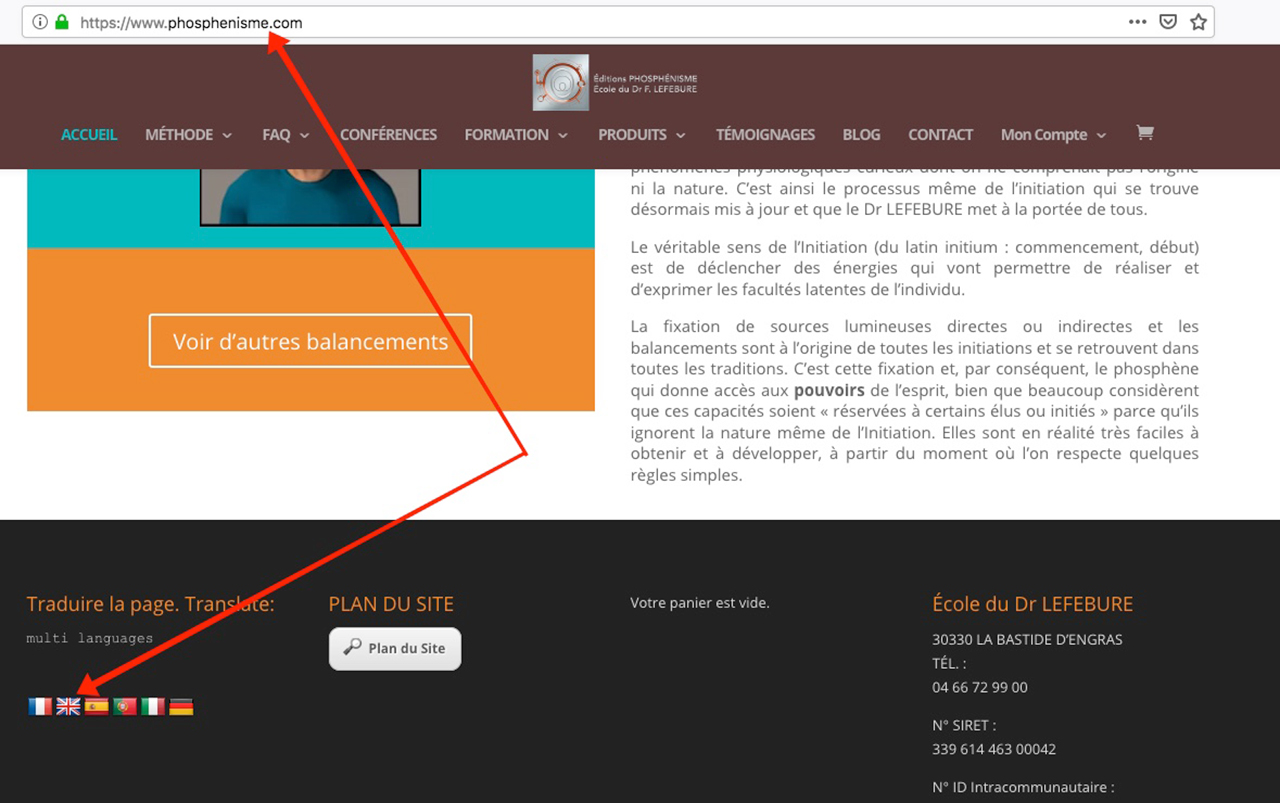 https://www.phosphenisme.com
Éditions PHOSPHÉNISME
École du Dr F. LEFEBURE
ACCUEIL MÉTHODE FAQ CONFÉRENCES FORMATION PRODUITS TÉMOIGNAGES BLOG CONTACT Mon Compte
phénomènes physiologiques curieux dont on ne comprenait pas l'origine
ni la nature. C'est ainsi le processus même de l'initiation qui se trouve
désormais mis à jour et que le Dr LEFEBURE met à la portée de tous.
Le véritable sens de l'Initiation (du latin initium : commencement, début)
est de déclencher des énergies qui vont permettre de réaliser et
d'exprimer les facultés latentes de l'individu.
La fixation de sources lumineuses directes ou indirectes et les
balancements sont à l'origine de toutes les initiations et se retrouvent dans
toutes les traditions. C'est cette fixation et, par conséquent, le phosphène
qui donne accès aux pouvoirs de l'esprit, bien que beaucoup considèrent
que ces capacités soient « réservées à certains élus ou initiés » parce qu'ils
ignorent la nature même de l'Initiation. Elles sont en réalité très faciles à
obtenir et à développer, à partir du moment où l'on respecte quelques
règles simples.
Voir d'autres balancements
Traduire la page. Translate:
multi languages
PLAN DU SITE
Plan du Site
Votre panier est vide.
École du Dr LEFEBURE
30330 LA BASTIDE D'ENGRAS
TÉL. :
04 66 72 99 00
N° SIRET :
339 614 463 00042
N° ID Intracommunautaire :